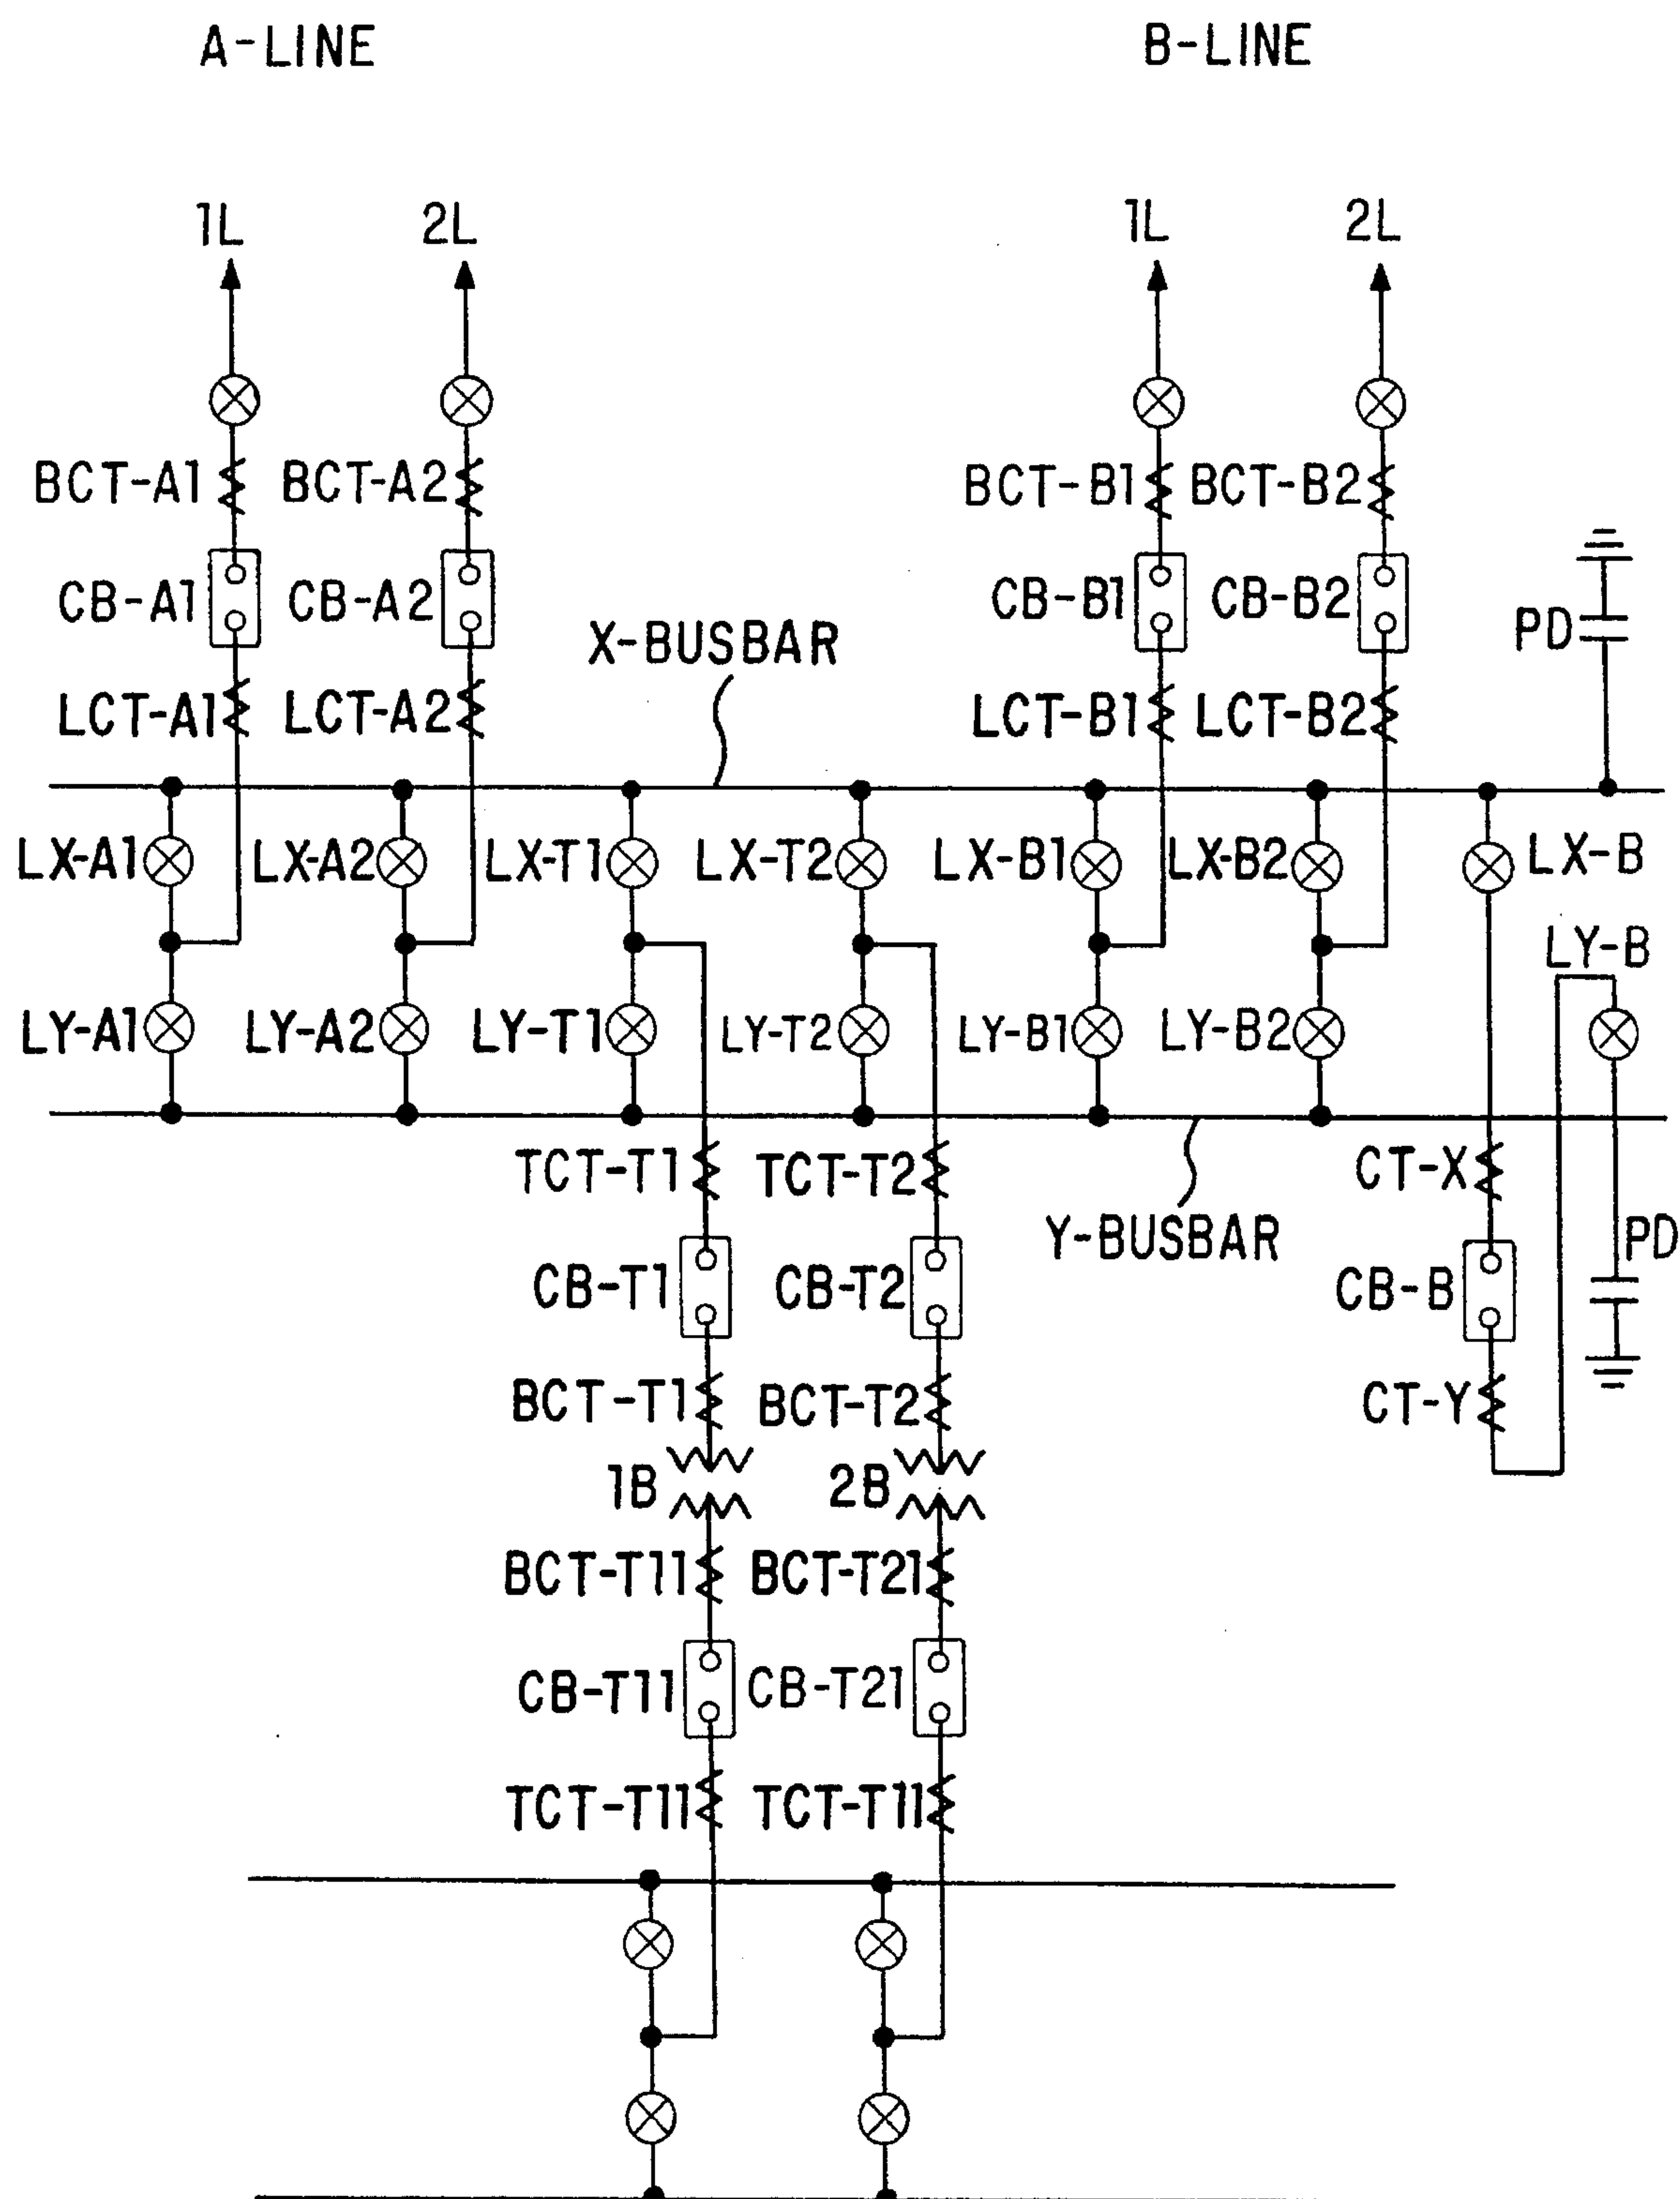 A-LINE B-LINE
1L 2L 1L 2L
BCT-A1 BCT-A2 BCT-B1 BCT-B2
CB-A1 CB-A2 CB-B1 CB-B2
X-BUSBAR PD
LCT-A1 LCT-A2 LCT-B1 LCT-B2
LX-A1 LX-A2 LX-T1 LX-T2 LX-B1 LX-B2 LX-B
LY-B
LY-A1 LY-A2 LY-T1 LY-T2 LY-B1 LY-B2
TCT-T1 TCT-T2 CT-X
Y-BUSBAR PD
CB-T1 CB-T2 CB-B
BCT-T1 BCT-T2 CT-Y
1B 2B
BCT-T11 BCT-T21
CB-T11 CB-T21
TCT-T11 TCT-T11